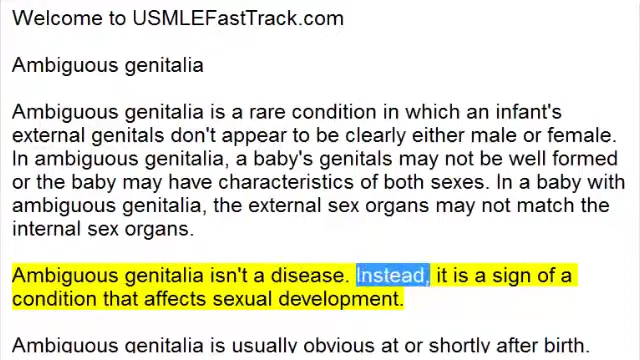 Welcome to USMLEFastTrack.com
Ambiguous genitalia
Ambiguous genitalia is a rare condition in which an infant's
external genitals don't appear to be clearly either male or female.
In ambiguous genitalia, a baby's genitals may not be well formed
or the baby may have characteristics of both sexes. In a baby with
ambiguous genitalia, the external sex organs may not match the
internal sex organs.
Ambiguous genitalia isn't a disease. Instead, it is a sign of a
condition that affects sexual development.
Ambiguous genitalia is usually obvious at or shortly after birth.